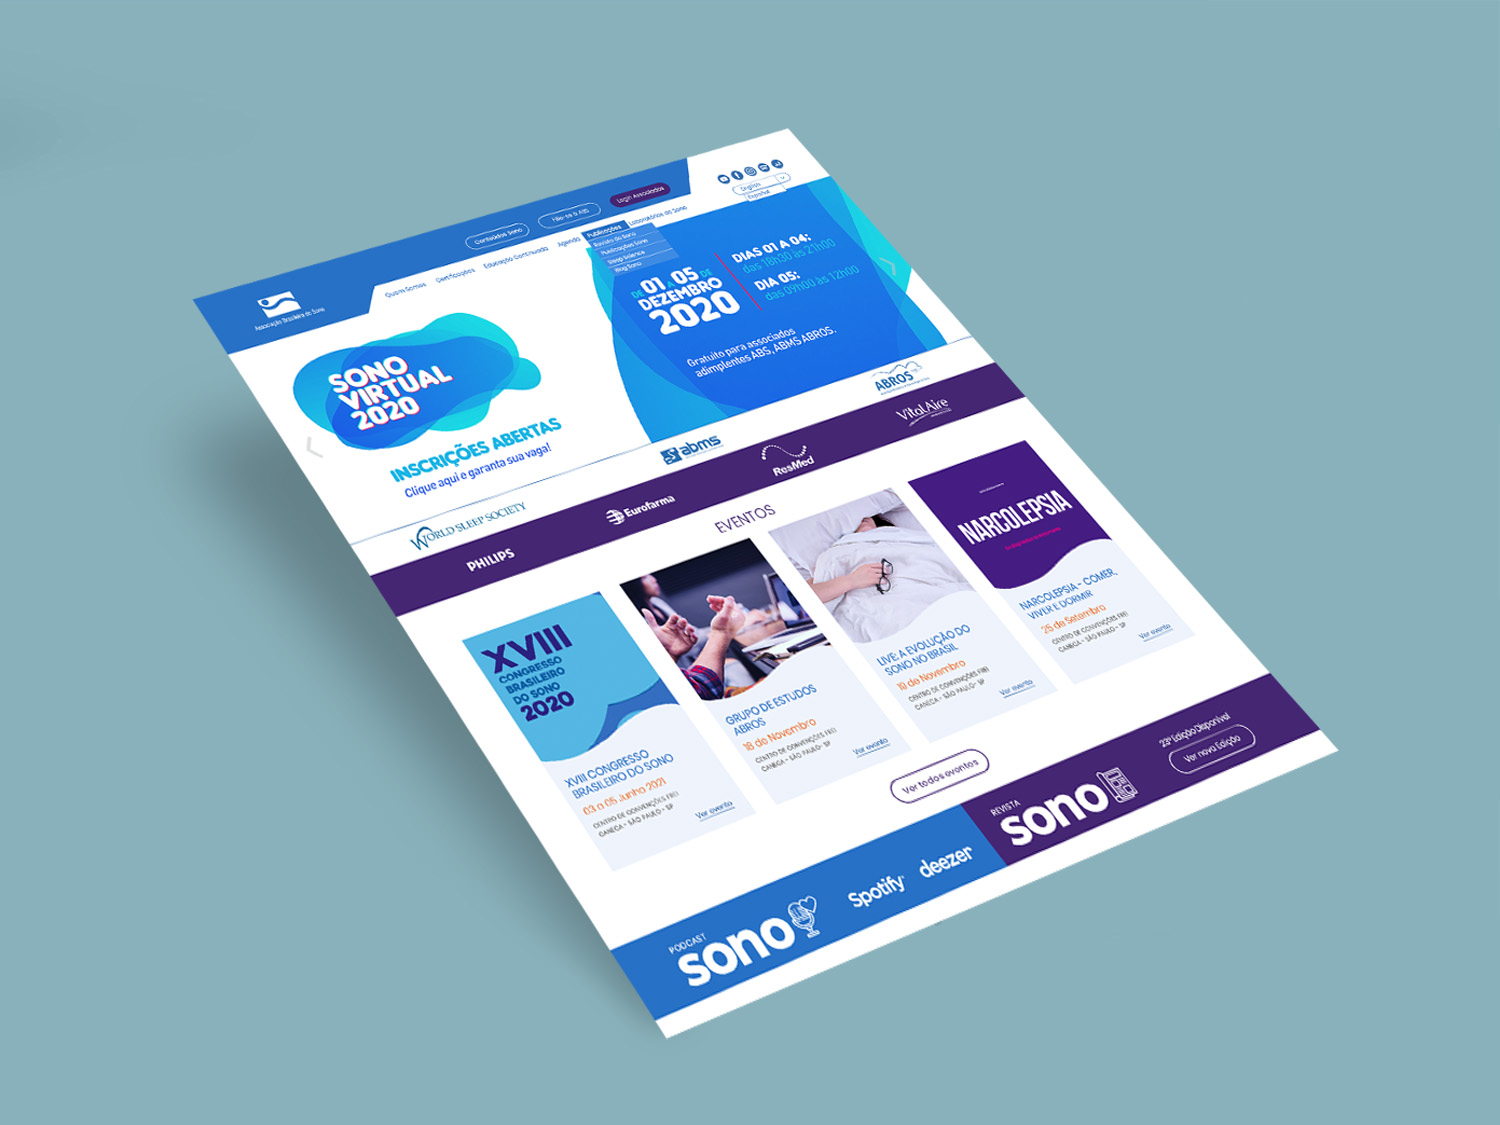 Conteúdos Sono
Filie-se à ABS
Login Associados
English
Español
Associação Brasileira do Sono
Quem Somos
Certificações
Educação Continuada
Agenda
Publicações
Laboratórios do Sono
Revista do Sono
Publicações Sono
Sleep Science
Blog Sono
SONO
VIRTUAL
2020
INSCRIÇÕES ABERTAS
Clique aqui e garanta sua vaga!
DE 01 A 05 DE
DEZEMBRO
2020
DIAS 01 A 04:
das 18h30 às 21h00
DIA 05:
das 09h00 às 12h00
Gratuito para associados
adimplentes ABS, ABMS ABROS.
WORLD SLEEP SOCIETY
abms
ABROS
PHILIPS
Eurofarma
ResMed
VitalAire
EVENTOS
XVIII
CONGRESSO
BRASILEIRO
DO SONO
2020
XVIII CONGRESSO
BRASILEIRO DO SONO
03 a 05 Junho 2021
CENTRO DE CONVENÇÕES FREI
CANECA - SÃO PAULO - SP
Ver evento
GRUPO DE ESTUDOS
ABROS
18 de Novembro
CENTRO DE CONVENÇÕES FREI
CANECA - SÃO PAULO - SP
Ver evento
LIVE: A EVOLUÇÃO DO
SONO NO BRASIL
19 de Novembro
CENTRO DE CONVENÇÕES FREI
CANECA - SÃO PAULO - SP
Ver evento
NARCOLEPSIA
NARCOLEPSIA - COMER,
VIVER E DORMIR
25 de Setembro
CENTRO DE CONVENÇÕES FREI
CANECA - SÃO PAULO - SP
Ver evento
Ver todos eventos
PODCAST
sono
Spotify
deezer
REVISTA
sono
23ª Edição Disponível
Ver nova Edição